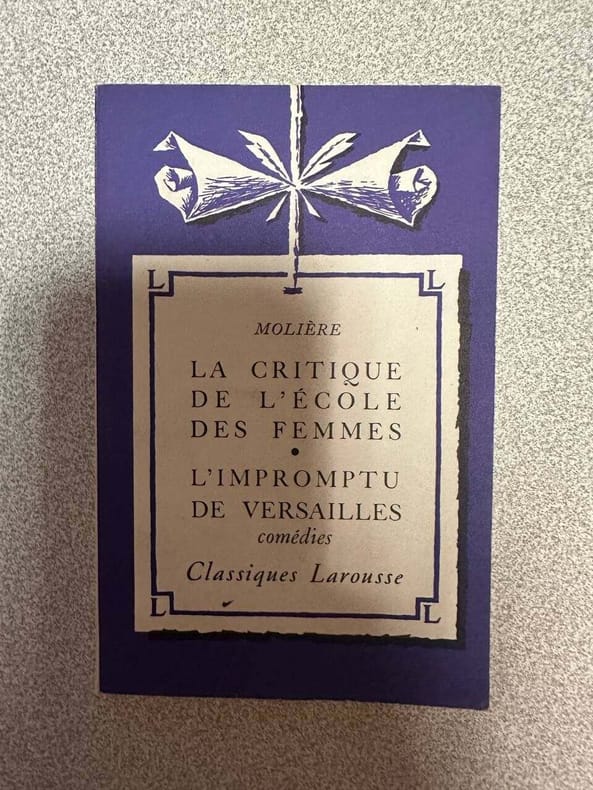 L L
MOLIÈRE
LA CRITIQUE
DE L'ÉCOLE
DES FEMMES
•
L'IMPROMPTU
DE VERSAILLES
comédies
Classiques Larousse
L L